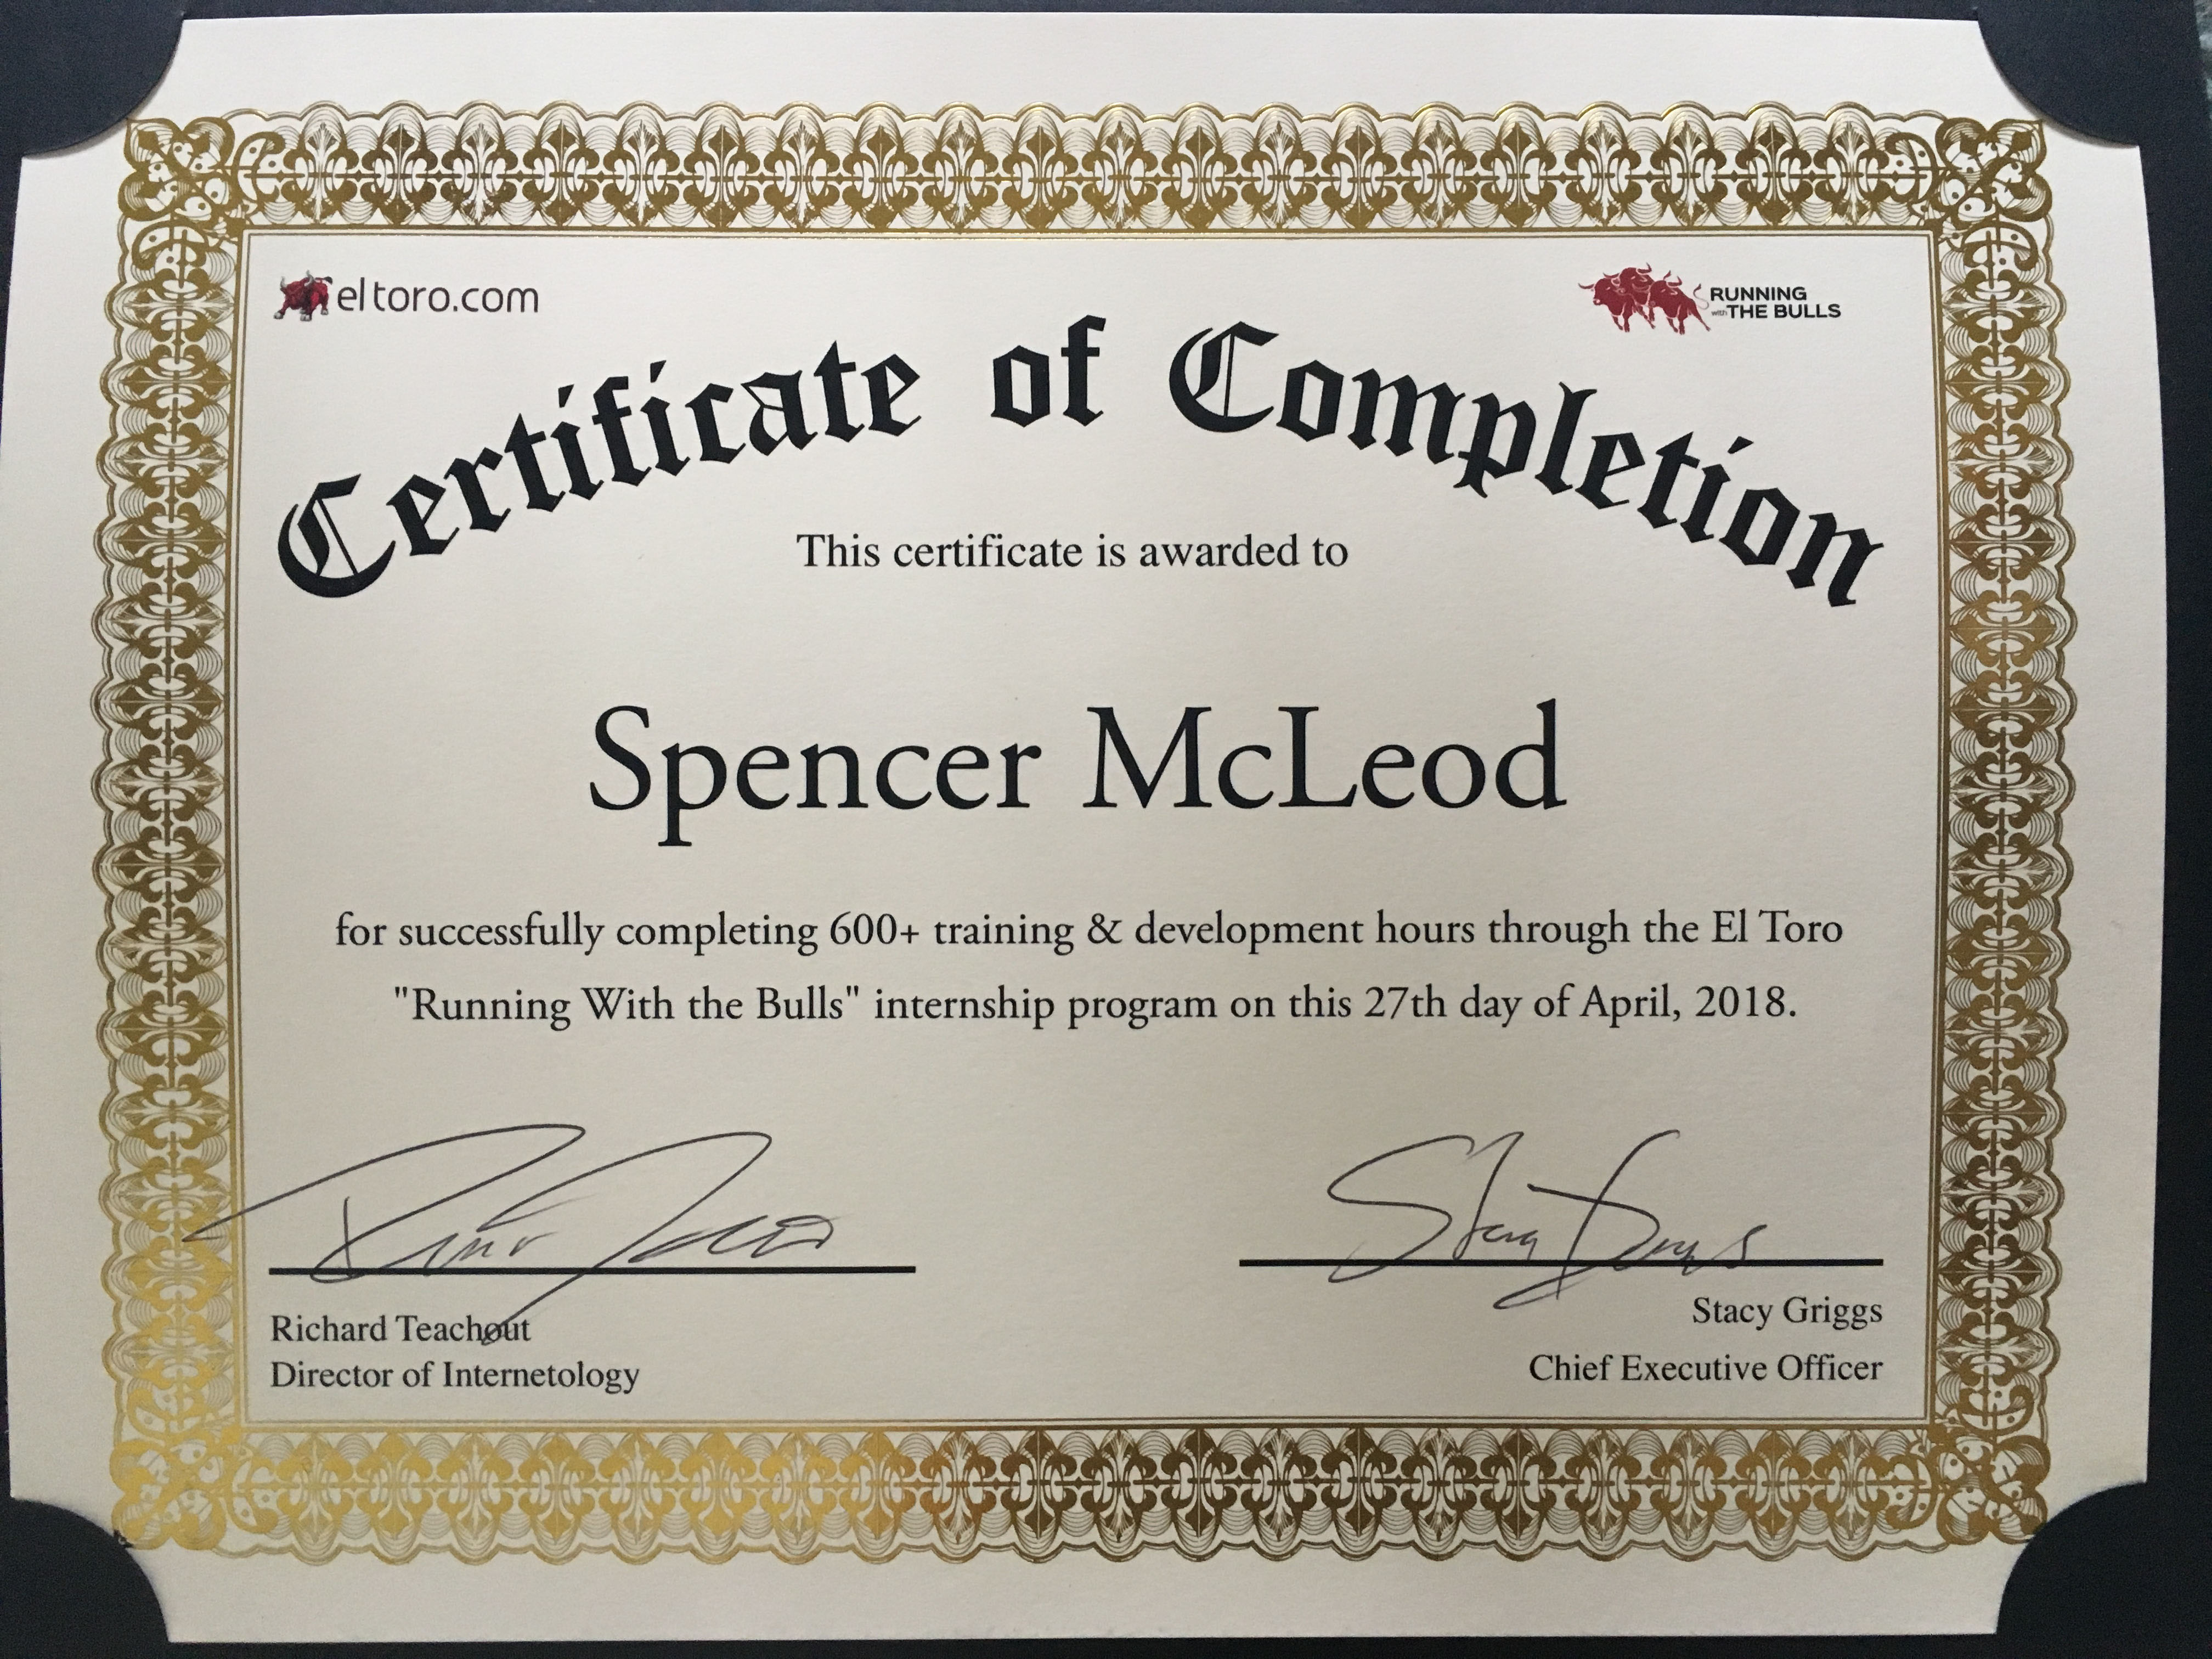 el toro.com
RUNNING
with THE BULLS
Certificate of Completion
This certificate is awarded to
Spencer McLeod
for successfully completing 600+ training & development hours through the El Toro
"Running With the Bulls" internship program on this 27th day of April, 2018.
Richard Teachout
Director of Internetology
Stacy Griggs
Chief Executive Officer